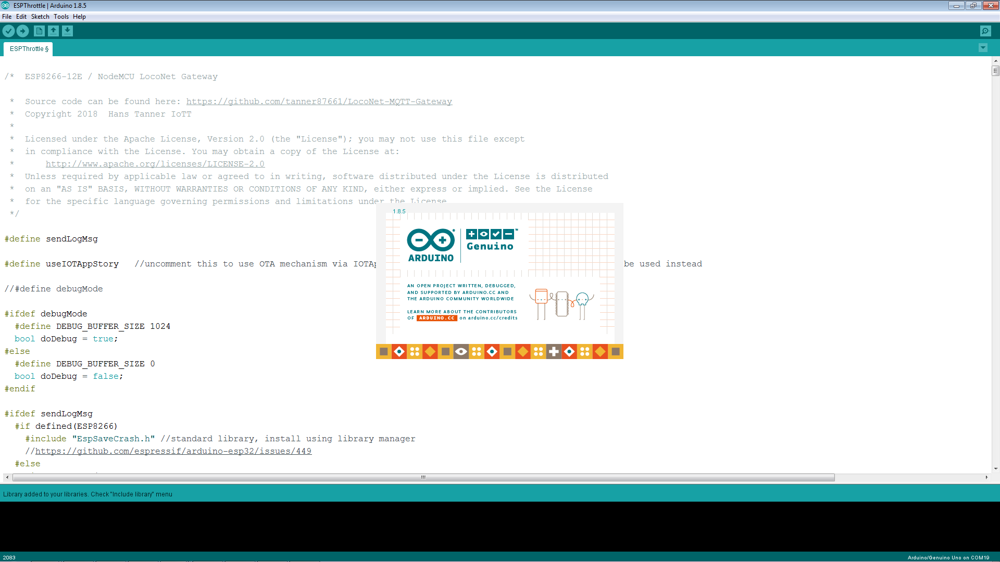 ESPThrottle | Arduino 1.8.5
File Edit Sketch Tools Help
ESPThrottle §
/*  ESP8266-12E / NodeMCU LocoNet Gateway
 *  Source code can be found here: https://github.com/tanner87661/LocoNet-MQTT-Gateway
 *  Copyright 2018  Hans Tanner IoTT
 *
 *  Licensed under the Apache License, Version 2.0 (the "License"); you may not use this file except
 *  in compliance with the License. You may obtain a copy of the License at:
 *      http://www.apache.org/licenses/LICENSE-2.0
 *  Unless required by applicable law or agreed to in writing, software distributed under the License is distributed
 *  on an "AS IS" BASIS, WITHOUT WARRANTIES OR CONDITIONS OF ANY KIND, either express or implied. See the License
 *  for the specific language governing permissions and limitations under the License
 */
#define sendLogMsg
#define useIOTAppStory   //uncomment this to use OTA mechanism via be used instead
//#define debugMode
#ifdef debugMode
  #define DEBUG_BUFFER_SIZE 1024
  bool doDebug = true;
#else
  #define DEBUG_BUFFER_SIZE 0
  bool doDebug = false;
#endif
#ifdef sendLogMsg
  #if defined(ESP8266)
    #include "EspSaveCrash.h" //standard library, install using library manager
    //https://github.com/espressif/arduino-esp32/issues/449
  #else
1.8.5
ARDUINO
Genuino™
AN OPEN PROJECT WRITTEN, DEBUGGED,
AND SUPPORTED BY ARDUINO.CC AND
THE ARDUINO COMMUNITY WORLDWIDE
LEARN MORE ABOUT THE CONTRIBUTORS
OF ARDUINO.CC on arduino.cc/credits
Library added to your libraries. Check "Include library" menu
2083
Arduino/Genuino Uno on COM19